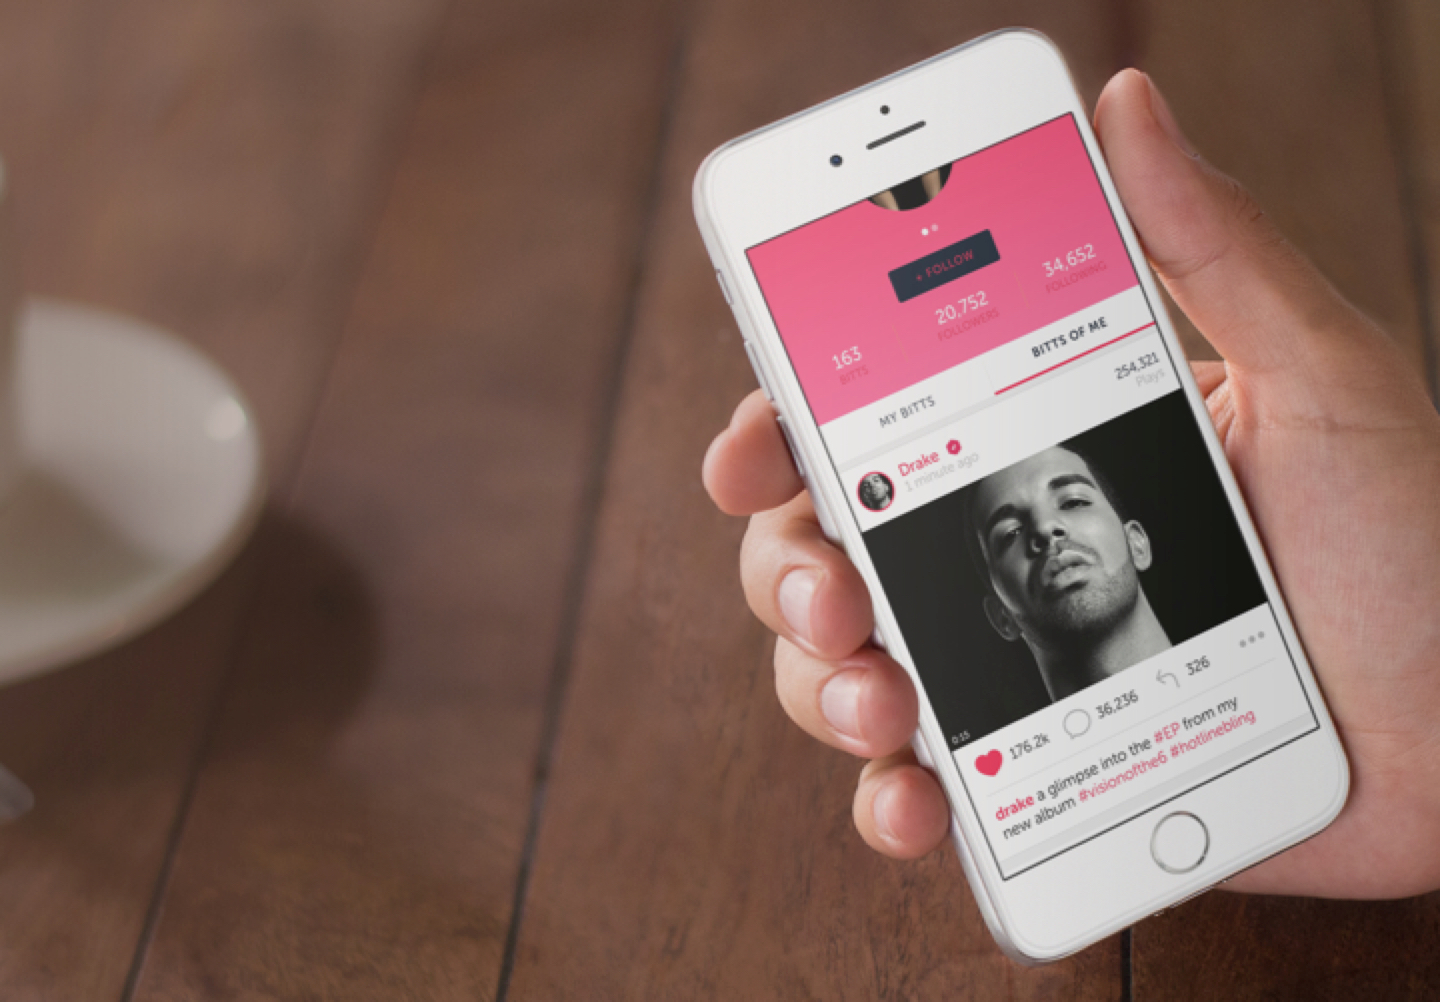 + FOLLOW
163
BITTS
20,752
FOLLOWERS
34,652
FOLLOWING
MY BITTS
BITTS OF ME
Drake
1 minute ago
254,321
Plays
0:15
176.2k
36,236
326
drake a glimpse into the #EP from my
new album #visionofthe6 #hotlinebling